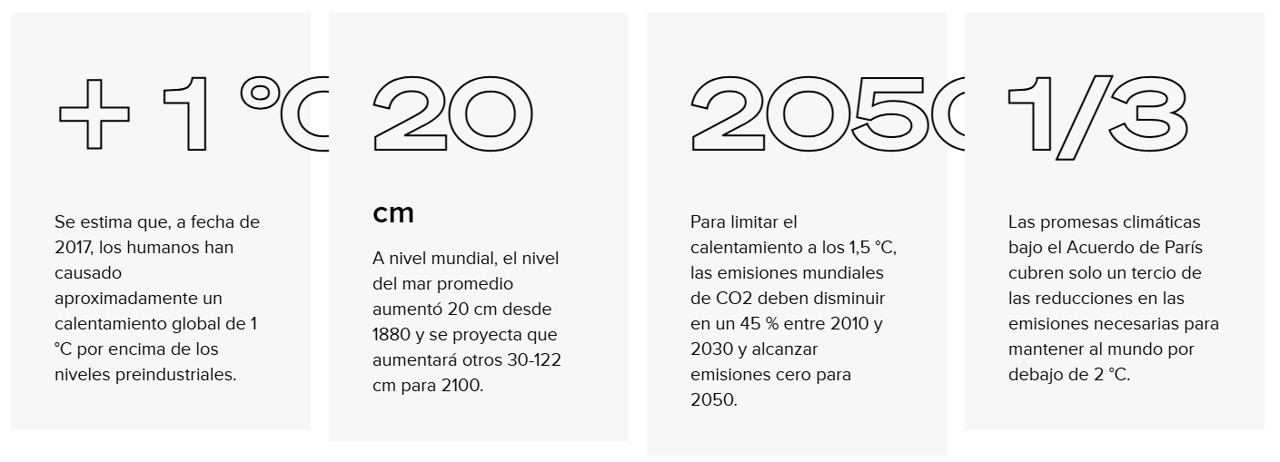 + 1 °C
Se estima que, a fecha de
2017, los humanos han
causado
aproximadamente un
calentamiento global de 1
°C por encima de los
niveles preindustriales.
20
cm
A nivel mundial, el nivel
del mar promedio
aumentó 20 cm desde
1880 y se proyecta que
aumentará otros 30-122
cm para 2100.
2050
Para limitar el
calentamiento a los 1,5 °C,
las emisiones mundiales
de CO2 deben disminuir
en un 45 % entre 2010 y
2030 y alcanzar
emisiones cero para
2050.
1/3
Las promesas climáticas
bajo el Acuerdo de París
cubren solo un tercio de
las reducciones en las
emisiones necesarias para
mantener al mundo por
debajo de 2 °C.